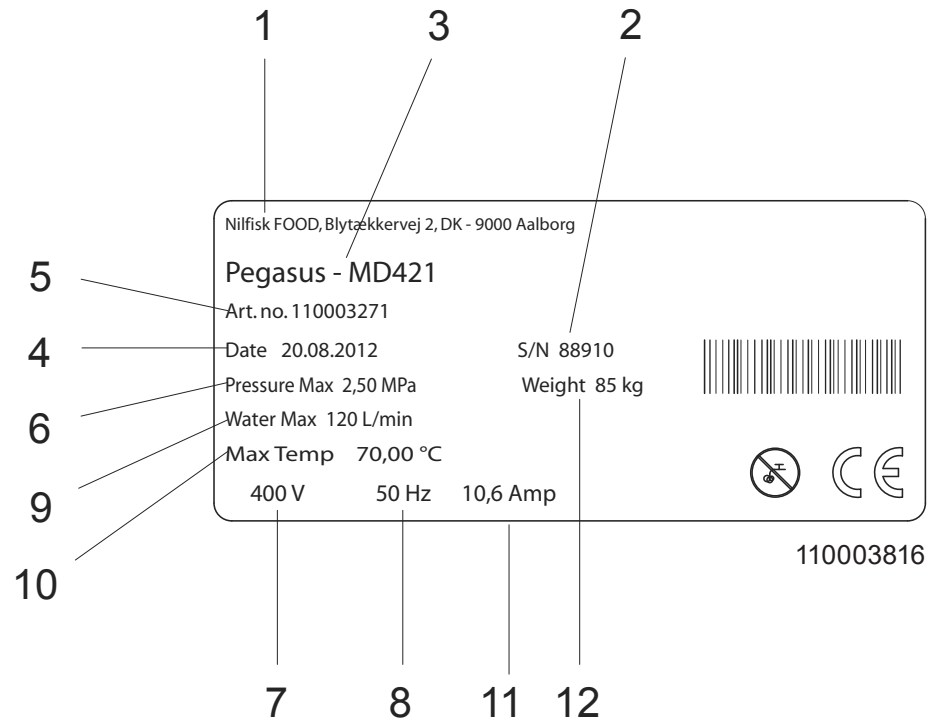 1 3 2
Nilfisk FOOD, Blytækkervej 2, DK - 9000 Aalborg
Pegasus - MD421
5
Art. no. 110003271
4
Date 20.08.2012 S/N 88910
6
Pressure Max 2,50 MPa Weight 85 kg
9
Water Max 120 L/min
10
Max Temp 70,00 °C
400 V 50 Hz 10,6 Amp
CE
110003816
7 8 11 12